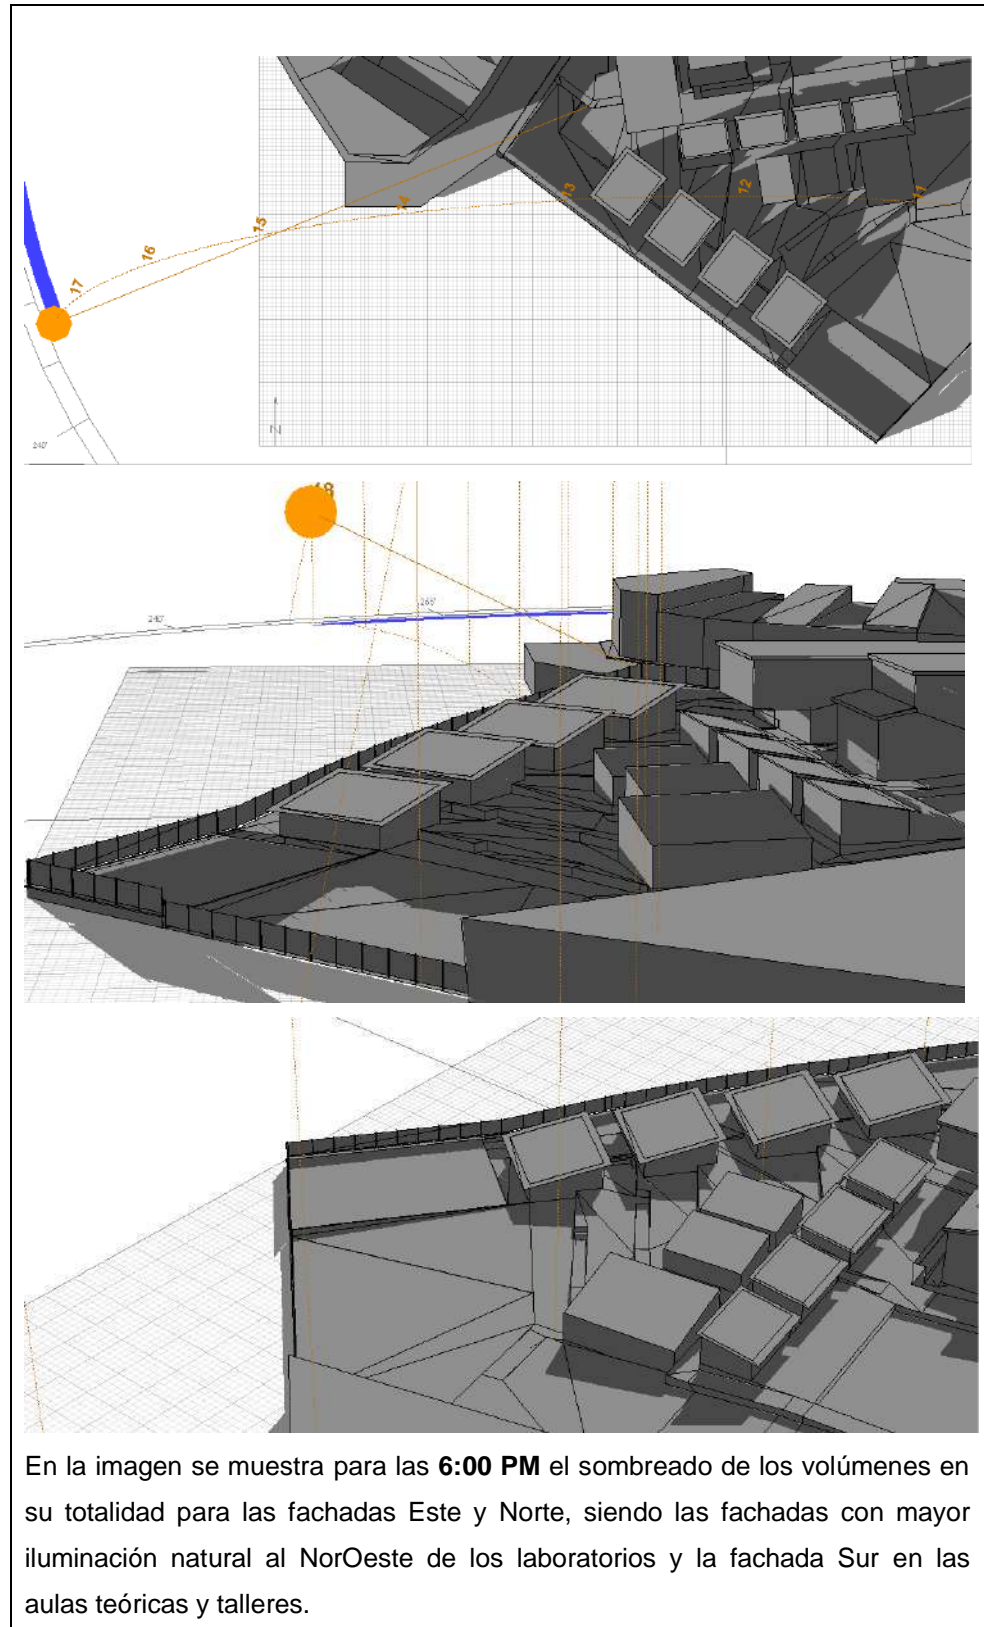 11
12
13
14
15
16
17
N
240°
18
240°
265°
En la imagen se muestra para las 6:00 PM el sombreado de los volúmenes en
su totalidad para las fachadas Este y Norte, siendo las fachadas con mayor
iluminación natural al NorOeste de los laboratorios y la fachada Sur en las
aulas teóricas y talleres.